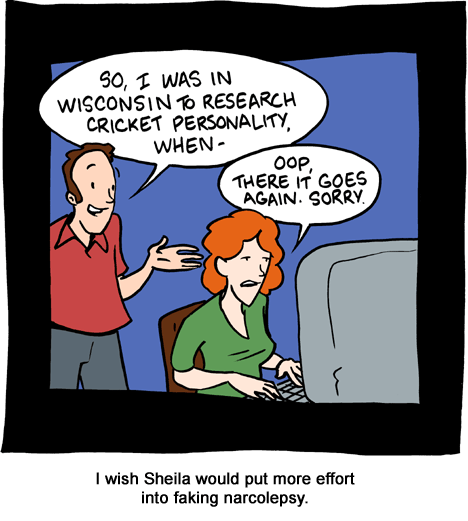 SO, I WAS IN
WISCONSIN TO RESEARCH
CRICKET PERSONALITY,
WHEN-
OOP,
THERE IT GOES
AGAIN. SORRY.
I wish Sheila would put more effort
into faking narcolepsy.